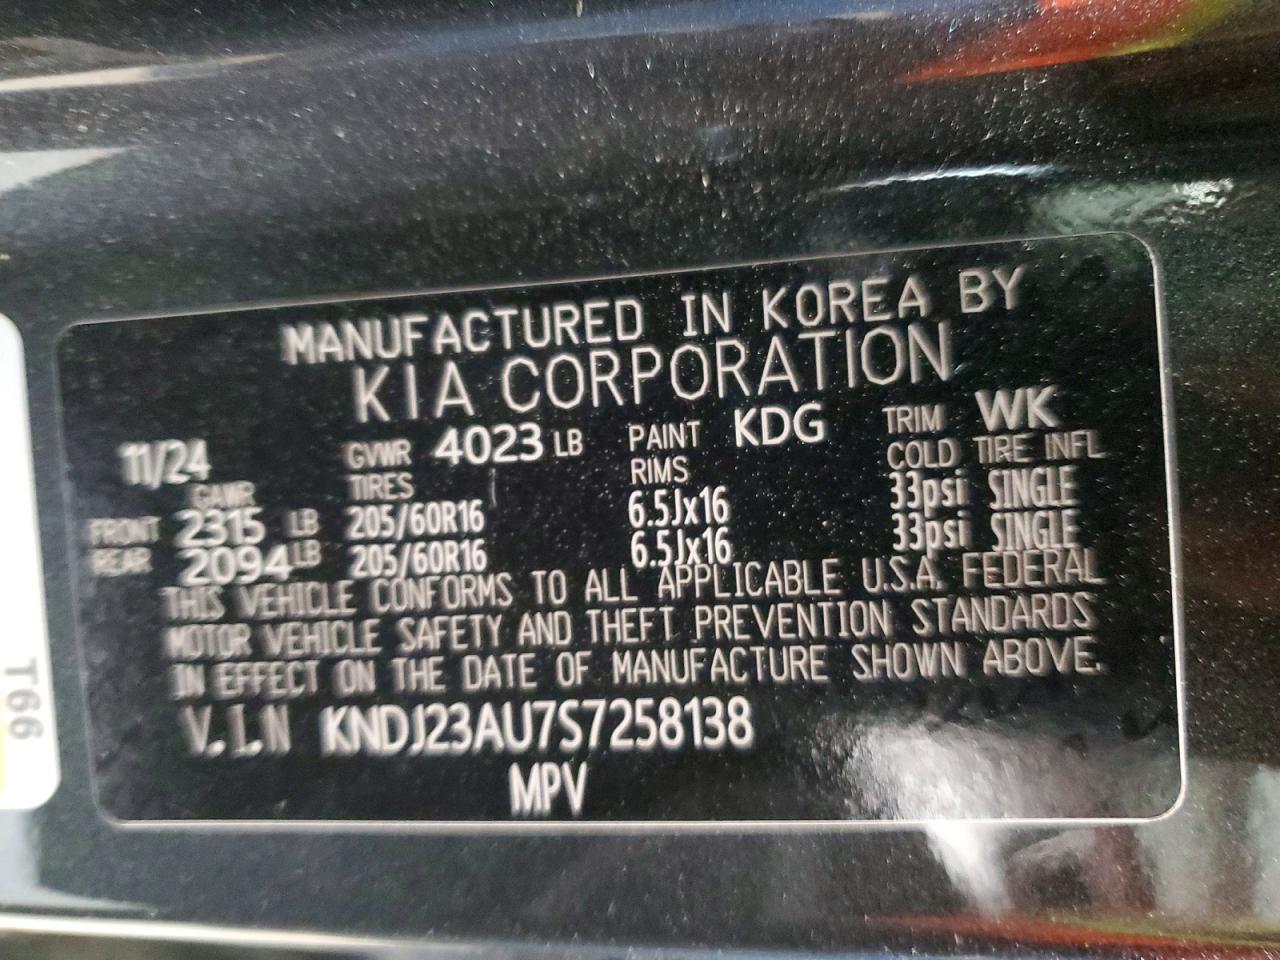 MANUFACTURED IN KOREA BY
KIA CORPORATION
11/24 GVWR 4023 LB PAINT KDG TRIM WK
GAWR TIRES RIMS COLD TIRE INFL
FRONT 2315 LB 205/60R16 6.5Jx16 33psi SINGLE
REAR 2094 LB 205/60R16 6.5Jx16 33psi SINGLE
THIS VEHICLE CONFORMS TO ALL APPLICABLE U.S.A. FEDERAL
MOTOR VEHICLE SAFETY AND THEFT PREVENTION STANDARDS
IN EFFECT ON THE DATE OF MANUFACTURE SHOWN ABOVE.
V.I.N KNDJ23AU7S7258138
MPV
T66